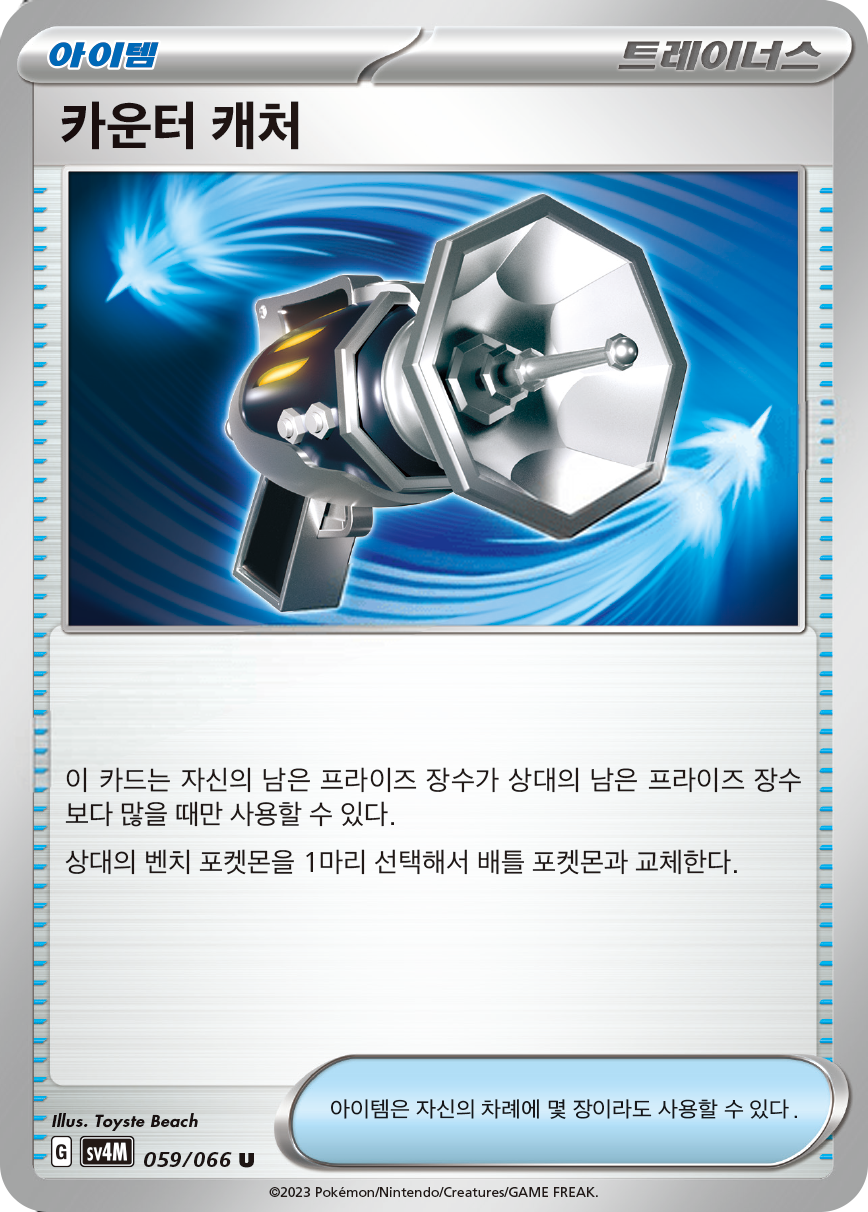 아이템
트레이너스
카운터 캐처
이 카드는 자신의 남은 프라이즈 장수가 상대의 남은 프라이즈 장수
보다 많을 때만 사용할 수 있다.
상대의 벤치 포켓몬을 1마리 선택해서 배틀 포켓몬과 교체한다.
아이템은 자신의 차례에 몇 장이라도 사용할 수 있다.
Illus. Toyste Beach
G sv4M 059/066 U
©2023 Pokémon/Nintendo/Creatures/GAME FREAK.